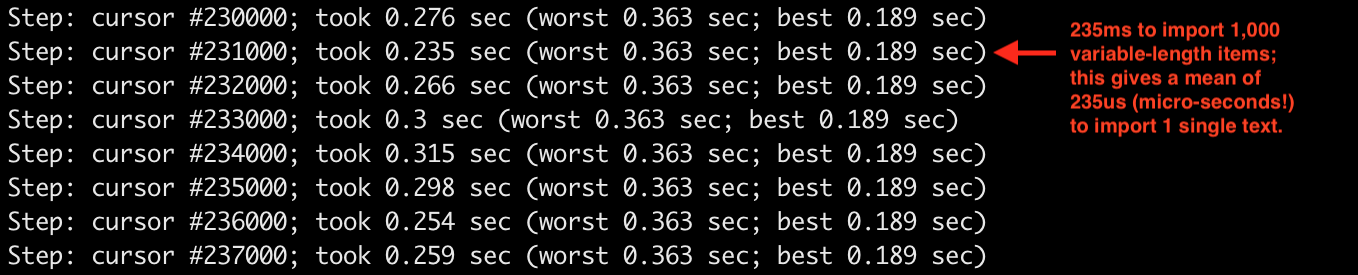 Step: cursor #230000; took 0.276 sec (worst 0.363 sec; best 0.189 sec)
Step: cursor #231000; took 0.235 sec (worst 0.363 sec; best 0.189 sec)
Step: cursor #232000; took 0.266 sec (worst 0.363 sec; best 0.189 sec)
Step: cursor #233000; took 0.3 sec (worst 0.363 sec; best 0.189 sec)
Step: cursor #234000; took 0.315 sec (worst 0.363 sec; best 0.189 sec)
Step: cursor #235000; took 0.298 sec (worst 0.363 sec; best 0.189 sec)
Step: cursor #236000; took 0.254 sec (worst 0.363 sec; best 0.189 sec)
Step: cursor #237000; took 0.259 sec (worst 0.363 sec; best 0.189 sec)
235ms to import 1,000
variable-length items;
this gives a mean of
235us (micro-seconds!)
to import 1 single text.